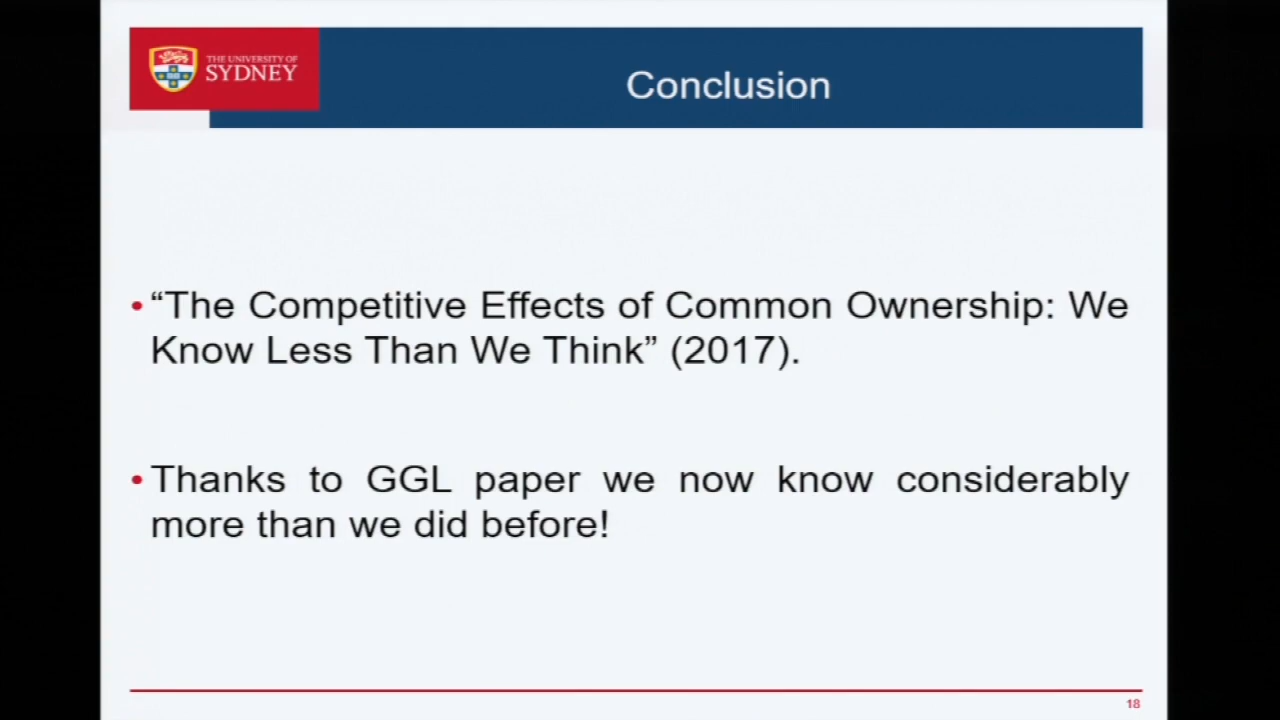 THE UNIVERSITY OF
SYDNEY
Conclusion
• “The Competitive Effects of Common Ownership: We
Know Less Than We Think” (2017).
• Thanks to GGL paper we now know considerably
more than we did before!
18